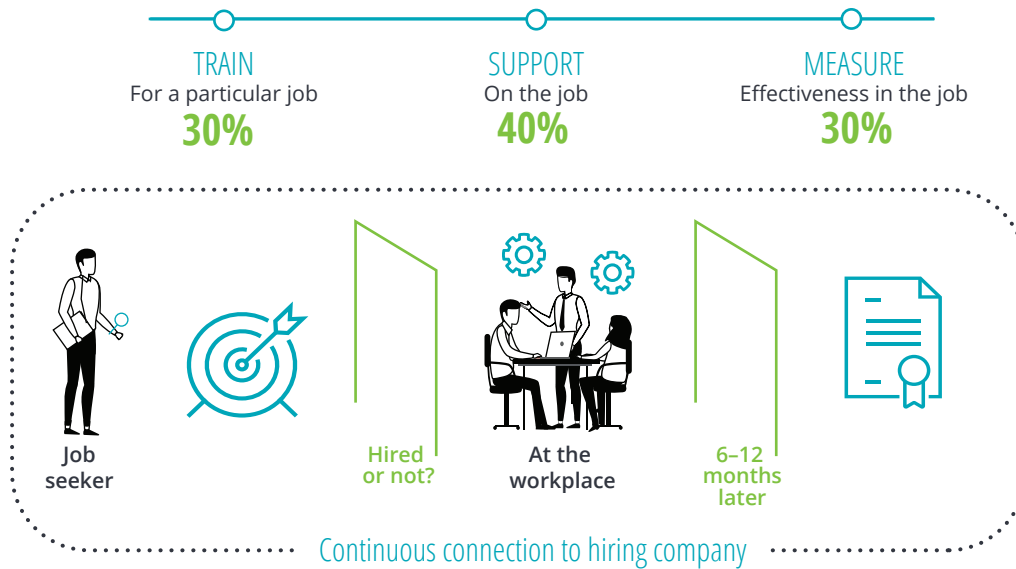 TRAIN
For a particular job
30%
SUPPORT
On the job
40%
MEASURE
Effectiveness in the job
30%
Job
seeker
Hired
or not?
At the
workplace
6–12
months
later
Continuous connection to hiring company